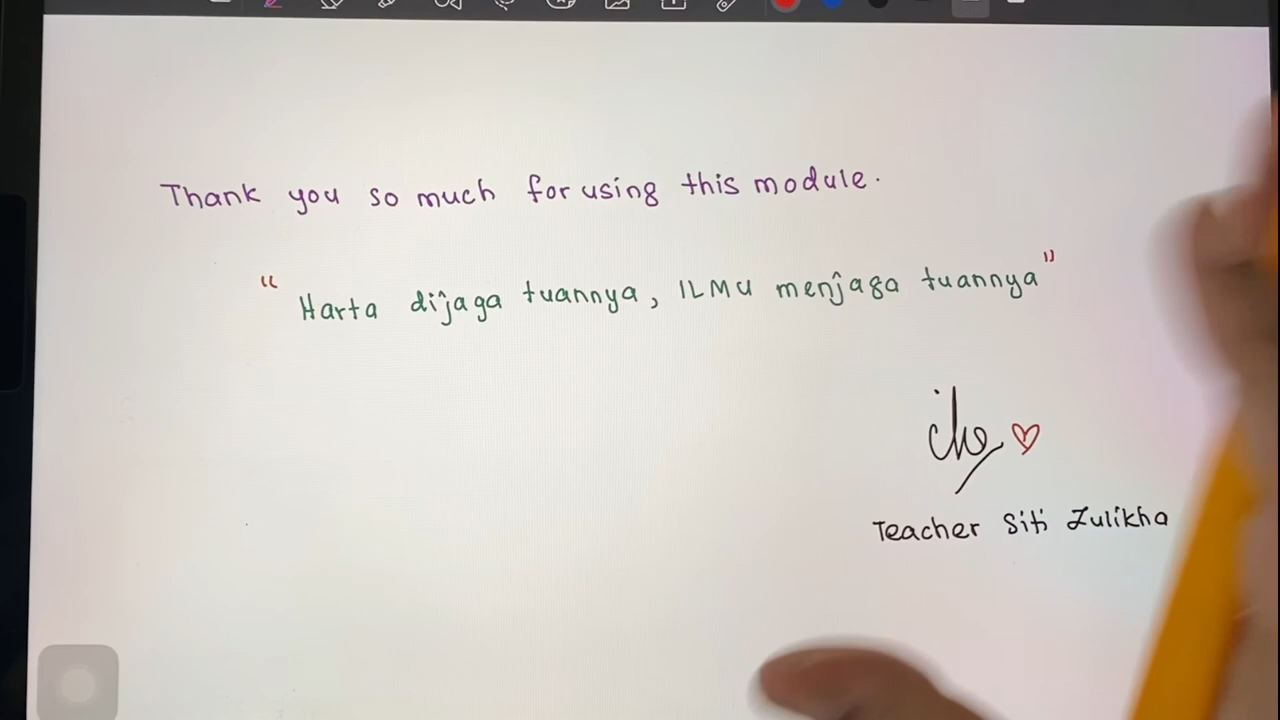 Thank you so much for using this module.
“Harta dijaga tuannya, ILMU menjaga tuannya”
Teacher Siti Zulikha